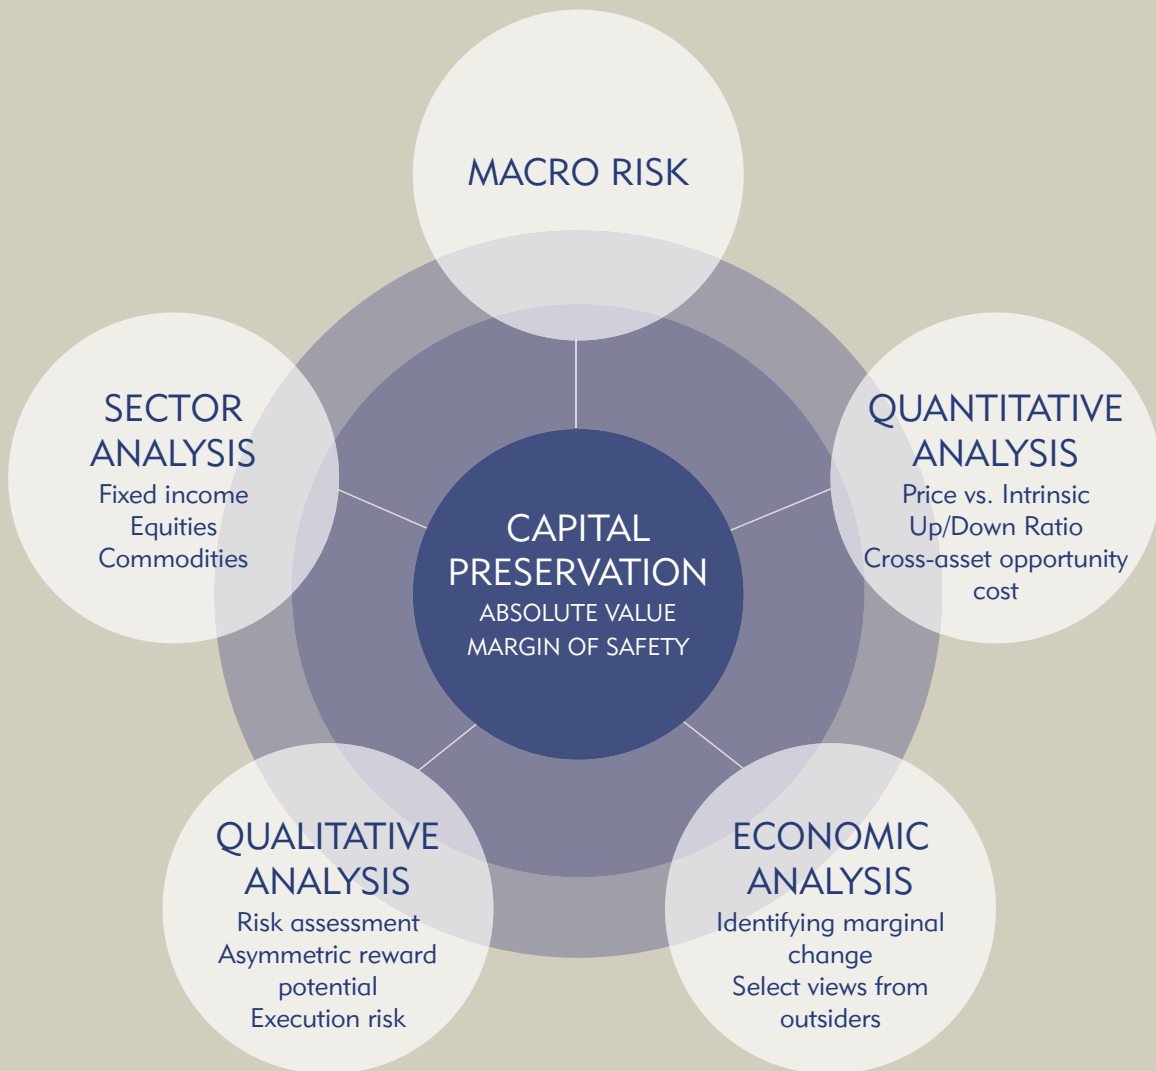 MACRO RISK
SECTOR
ANALYSIS
Fixed income
Equities
Commodities
QUANTITATIVE
ANALYSIS
Price vs. Intrinsic
Up/Down Ratio
Cross-asset opportunity
cost
CAPITAL
PRESERVATION
ABSOLUTE VALUE
MARGIN OF SAFETY
QUALITATIVE
ANALYSIS
Risk assessment
Asymmetric reward
potential
Execution risk
ECONOMIC
ANALYSIS
Identifying marginal
change
Select views from
outsiders